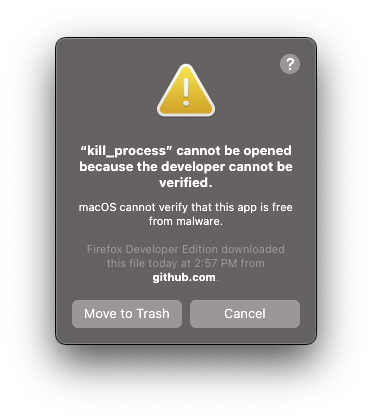 ?
“kill_process” cannot be opened
because the developer cannot be
verified.
macOS cannot verify that this app is free
from malware.
Firefox Developer Edition downloaded
this file today at 2:57 PM from
github.com.
Move to Trash
Cancel